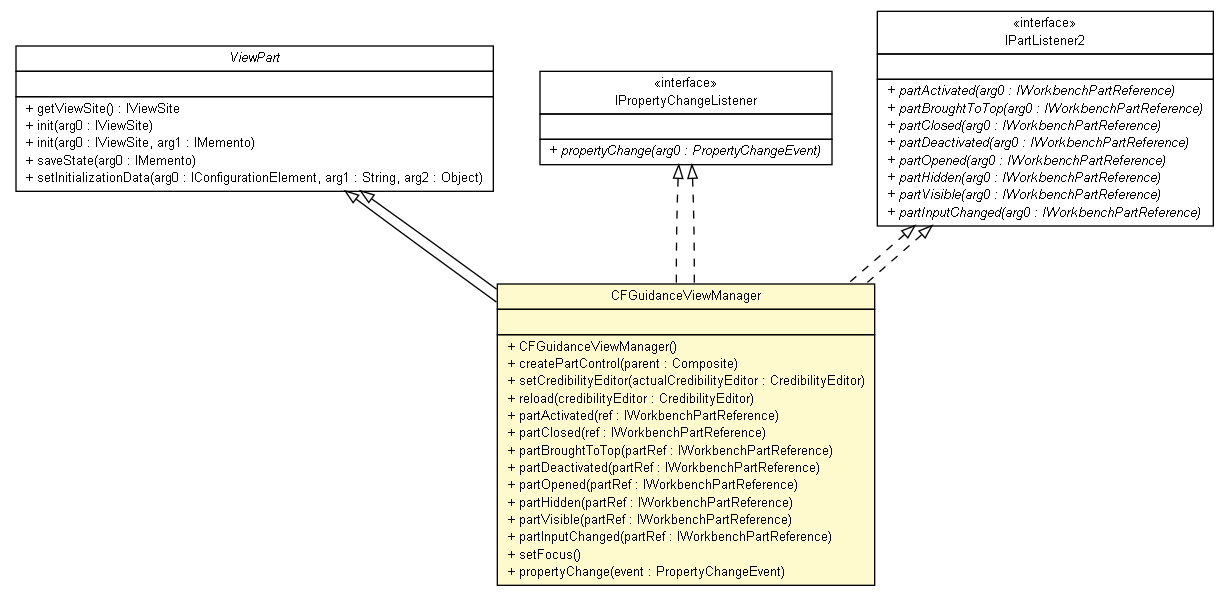 ViewPart
+ getViewSite() : IViewSite
+ init(arg0 : IViewSite)
+ init(arg0 : IViewSite, arg1 : IMemento)
+ saveState(arg0 : IMemento)
+ setInitializationData(arg0 : IConfigurationElement, arg1 : String, arg2 : Object)
«interface»
IPropertyChangeListener
+ propertyChange(arg0 : PropertyChangeEvent)
«interface»
IPartListener2
+ partActivated(arg0 : IWorkbenchPartReference)
+ partBroughtToTop(arg0 : IWorkbenchPartReference)
+ partClosed(arg0 : IWorkbenchPartReference)
+ partDeactivated(arg0 : IWorkbenchPartReference)
+ partOpened(arg0 : IWorkbenchPartReference)
+ partHidden(arg0 : IWorkbenchPartReference)
+ partVisible(arg0 : IWorkbenchPartReference)
+ partInputChanged(arg0 : IWorkbenchPartReference)
CFGuidanceViewManager
+ CFGuidanceViewManager()
+ createPartControl(parent : Composite)
+ setCredibilityEditor(actualCredibilityEditor : CredibilityEditor)
+ reload(credibilityEditor : CredibilityEditor)
+ partActivated(ref : IWorkbenchPartReference)
+ partClosed(ref : IWorkbenchPartReference)
+ partBroughtToTop(partRef : IWorkbenchPartReference)
+ partDeactivated(partRef : IWorkbenchPartReference)
+ partOpened(partRef : IWorkbenchPartReference)
+ partHidden(partRef : IWorkbenchPartReference)
+ partVisible(partRef : IWorkbenchPartReference)
+ partInputChanged(partRef : IWorkbenchPartReference)
+ setFocus()
+ propertyChange(event : PropertyChangeEvent)